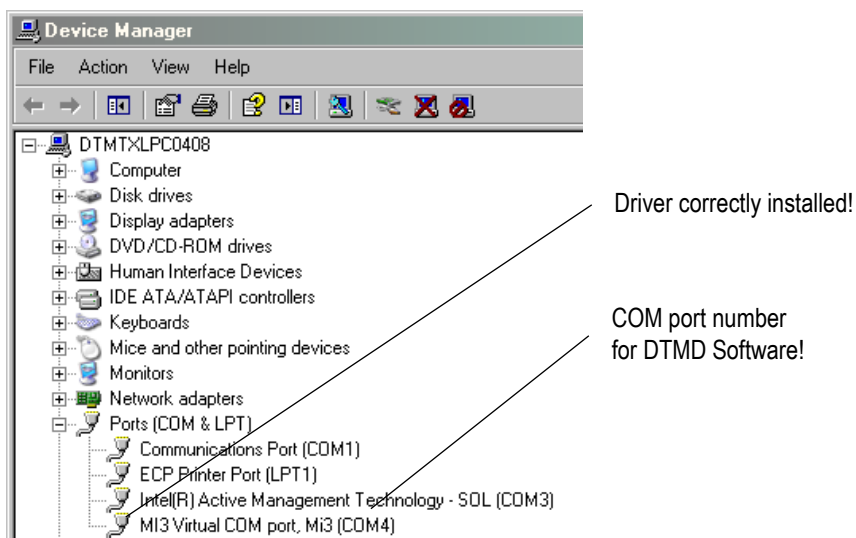 Device Manager
File Action View Help
DTMTXLPC0408
Computer
Disk drives
Display adapters
DVD/CD-ROM drives
Human Interface Devices
IDE ATA/ATAPI controllers
Keyboards
Mice and other pointing devices
Monitors
Network adapters
Ports (COM & LPT)
Communications Port (COM1)
ECP Printer Port (LPT1)
Intel(R) Active Management Technology - SOL (COM3)
MI3 Virtual COM port, Mi3 (COM4)
Driver correctly installed!
COM port number
for DTMD Software!